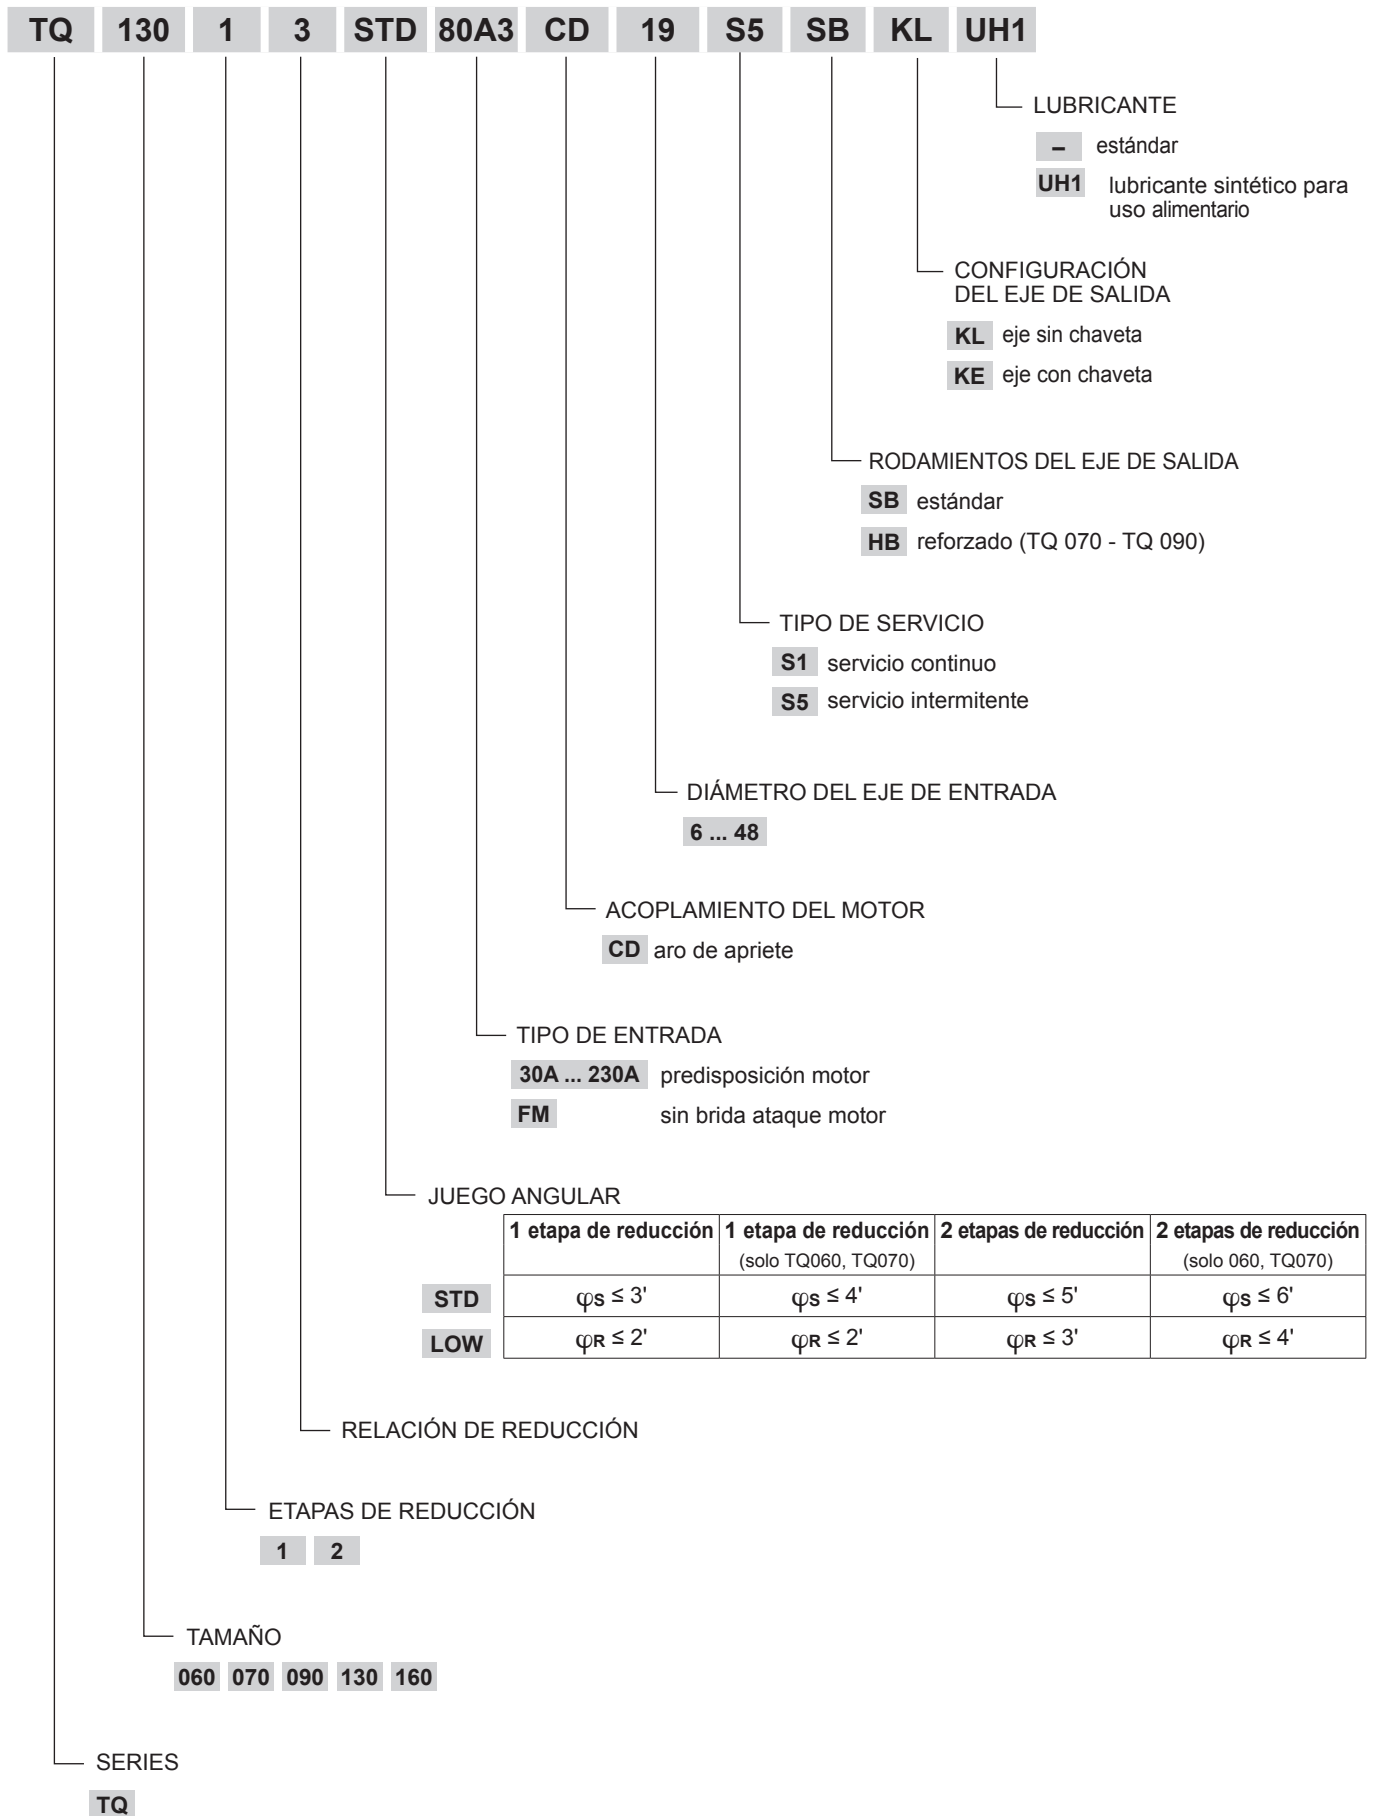 TQ 130 1 3 STD 80A3 CD 19 S5 SB KL UH1
LUBRICANTE
– estándar
UH1 lubricante sintético para
uso alimentario
CONFIGURACIÓN
DEL EJE DE SALIDA
KL eje sin chaveta
KE eje con chaveta
RODAMIENTOS DEL EJE DE SALIDA
SB estándar
HB reforzado (TQ 070 - TQ 090)
TIPO DE SERVICIO
S1 servicio continuo
S5 servicio intermitente
DIÁMETRO DEL EJE DE ENTRADA
6 ... 48
ACOPLAMIENTO DEL MOTOR
CD aro de apriete
TIPO DE ENTRADA
30A ... 230A predisposición motor
FM sin brida ataque motor
JUEGO ANGULAR
1 etapa de reducción 1 etapa de reducción 2 etapas de reducción 2 etapas de reducción
(solo TQ060, TQ070) (solo 060, TQ070)
STD φS ≤ 3' φS ≤ 4' φS ≤ 5' φS ≤ 6'
LOW φR ≤ 2' φR ≤ 2' φR ≤ 3' φR ≤ 4'
RELACIÓN DE REDUCCIÓN
ETAPAS DE REDUCCIÓN
1 2
TAMAÑO
060 070 090 130 160
SERIES
TQ